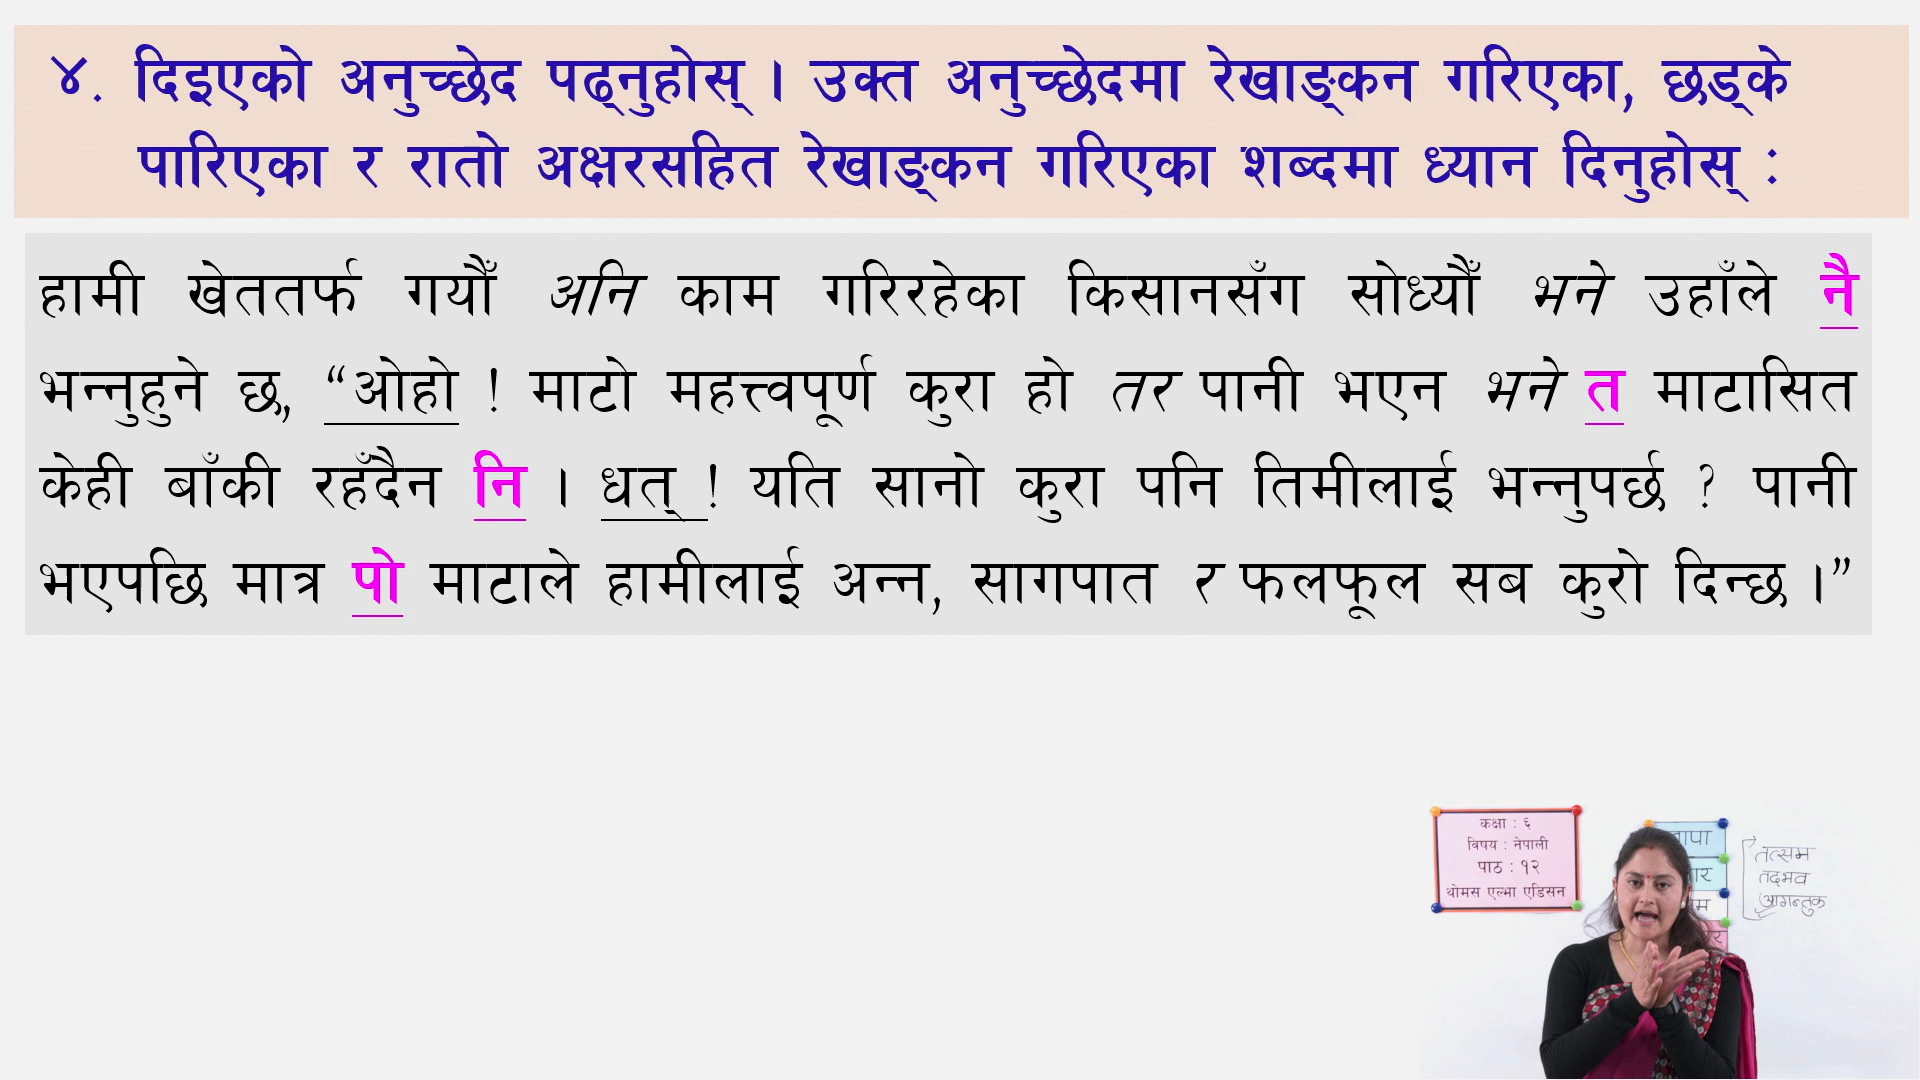 ४. दिइएको अनुच्छेद पढ्नुहोस् । उक्त अनुच्छेदमा रेखाङ्कन गरिएका, छड्के
पारिएका र रातो अक्षरसहित रेखाङ्कन गरिएका शब्दमा ध्यान दिनुहोस् :
हामी खेततर्फ गयौँ अनि काम गरिरहेका किसानसँग सोध्यौँ भने उहाँले नै
भन्नुहुने छ, “ओहो ! माटो महत्त्वपूर्ण कुरा हो तर पानी भएन भने त माटासित
केही बाँकी रहँदैन नि । धत् ! यति सानो कुरा पनि तिमीलाई भन्नुपर्छ ? पानी
भएपछि मात्र पो माटाले हामीलाई अन्न, सागपात र फलफूल सब कुरो दिन्छ ।”
कक्षा : ६
विषय : नेपाली
पाठ : १२
थोमस एल्भा एडिसन
तत्सम
तद्भव
आगन्तुक